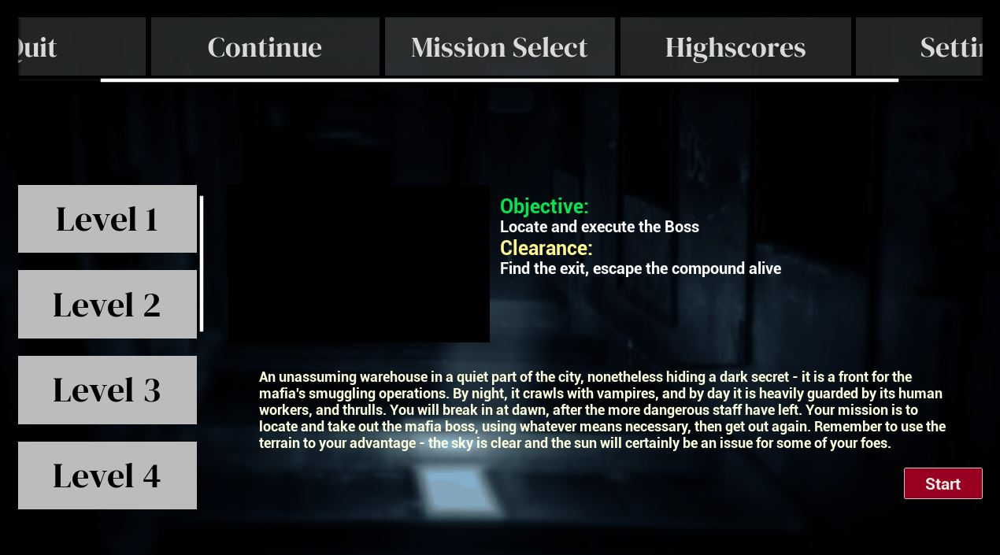 Quit Continue Mission Select Highscores
Level 1
Level 2
Level 3
Level 4
Objective:
Locate and execute the Boss
Clearance:
Find the exit, escape the compound alive
An unassuming warehouse in a quiet part of the city, nonetheless hiding a dark secret - it is a front for the
mafia's smuggling operations. By night, it crawls with vampires, and by day it is heavily guarded by its human
workers, and thrulls. You will break in at dawn, after the more dangerous staff have left. Your mission is to
locate and take out the mafia boss, using whatever means necessary, then get out again. Remember to use the
terrain to your advantage - the sky is clear and the sun will certainly be an issue for some of your foes.
Start